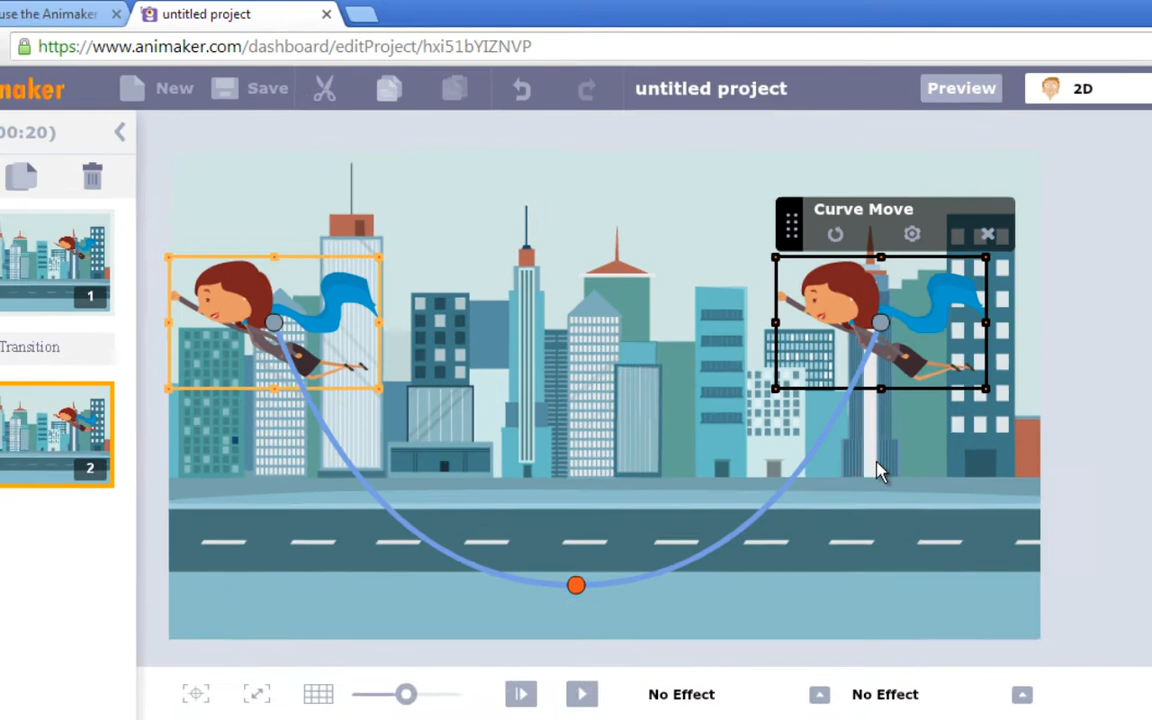 use the Animaker
untitled project
https://www.animaker.com/dashboard/editProject/hxi51bYIZNVP
maker New Save untitled project Preview 2D
00:20)
Curve Move
1
Transition
2
No Effect No Effect